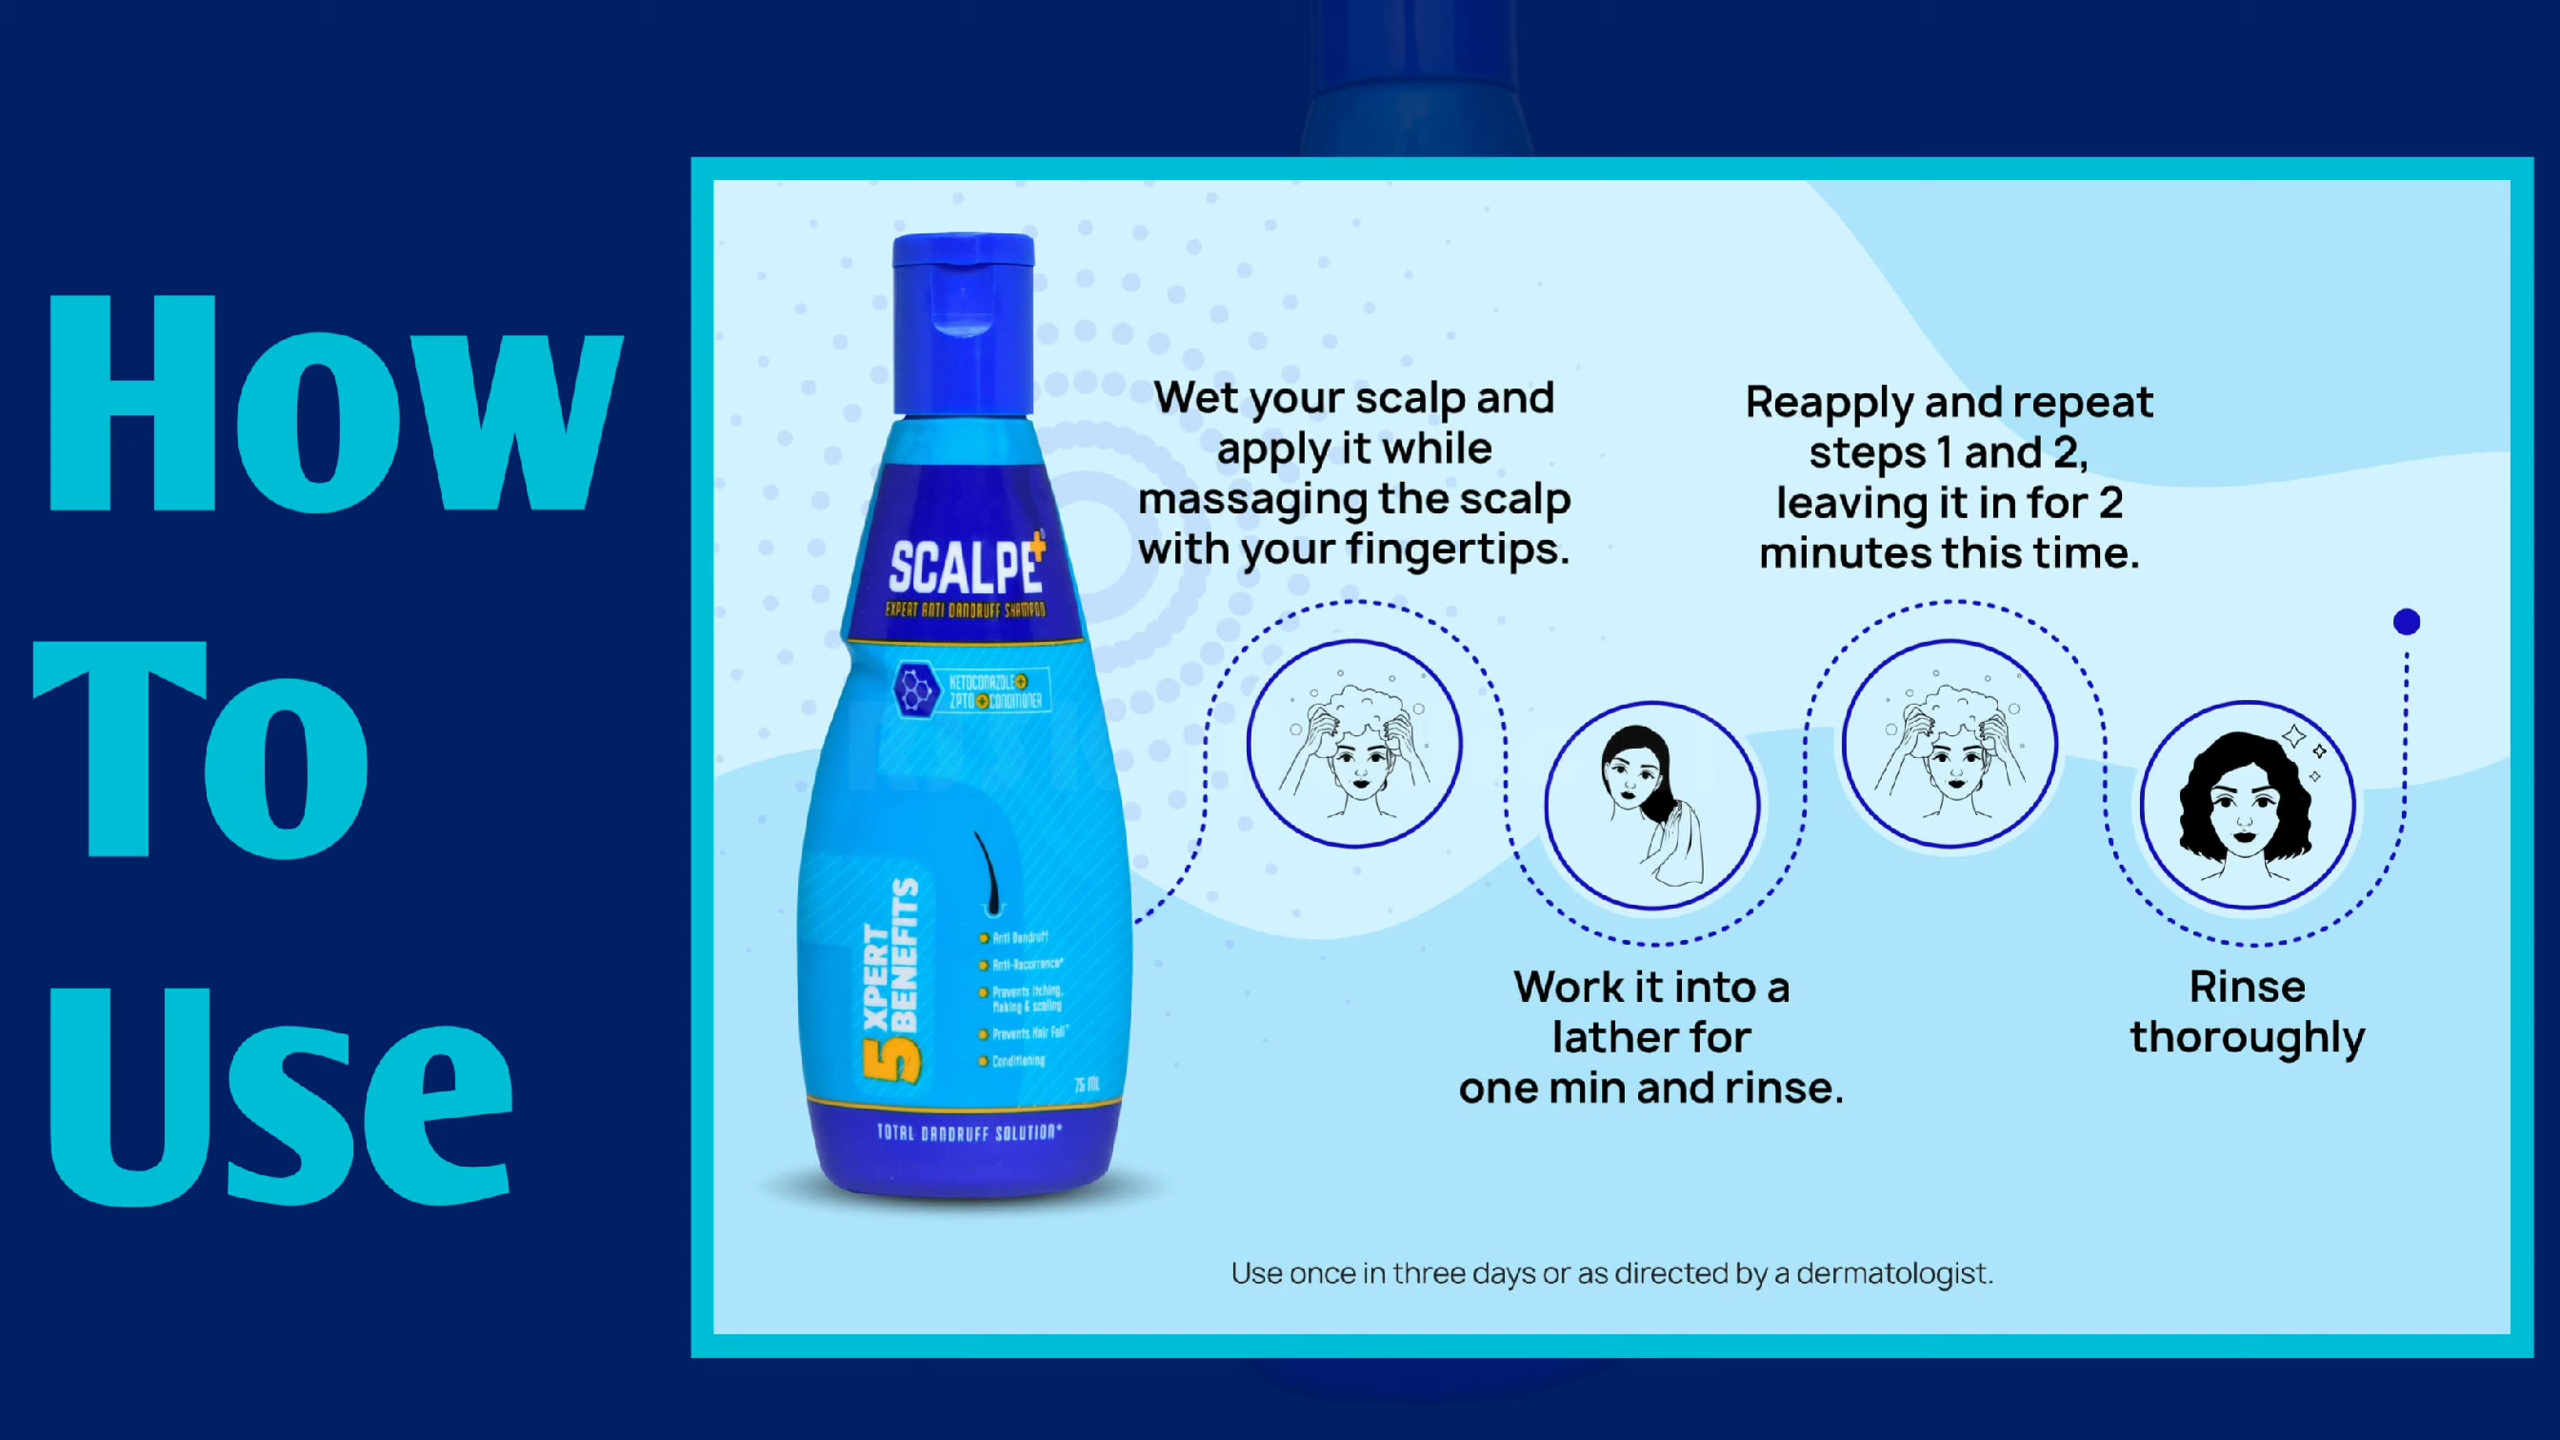 How
To
Use
SCALPE+
EXPERT ANTI DANDRUFF SHAMPOO
KETOCONAZOLE+
ZPTO+CONDITIONER
5 XPERT
BENEFITS
Anti Dandruff
Anti-Recorrence*
Prevents Itching,
flaking & scaling
Prevents Hair Fall*
Conditioning
75 ML
TOTAL DANDRUFF SOLUTION*
Wet your scalp and
apply it while
massaging the scalp
with your fingertips.
Work it into a
lather for
one min and rinse.
Reapply and repeat
steps 1 and 2,
leaving it in for 2
minutes this time.
Rinse
thoroughly
Use once in three days or as directed by a dermatologist.